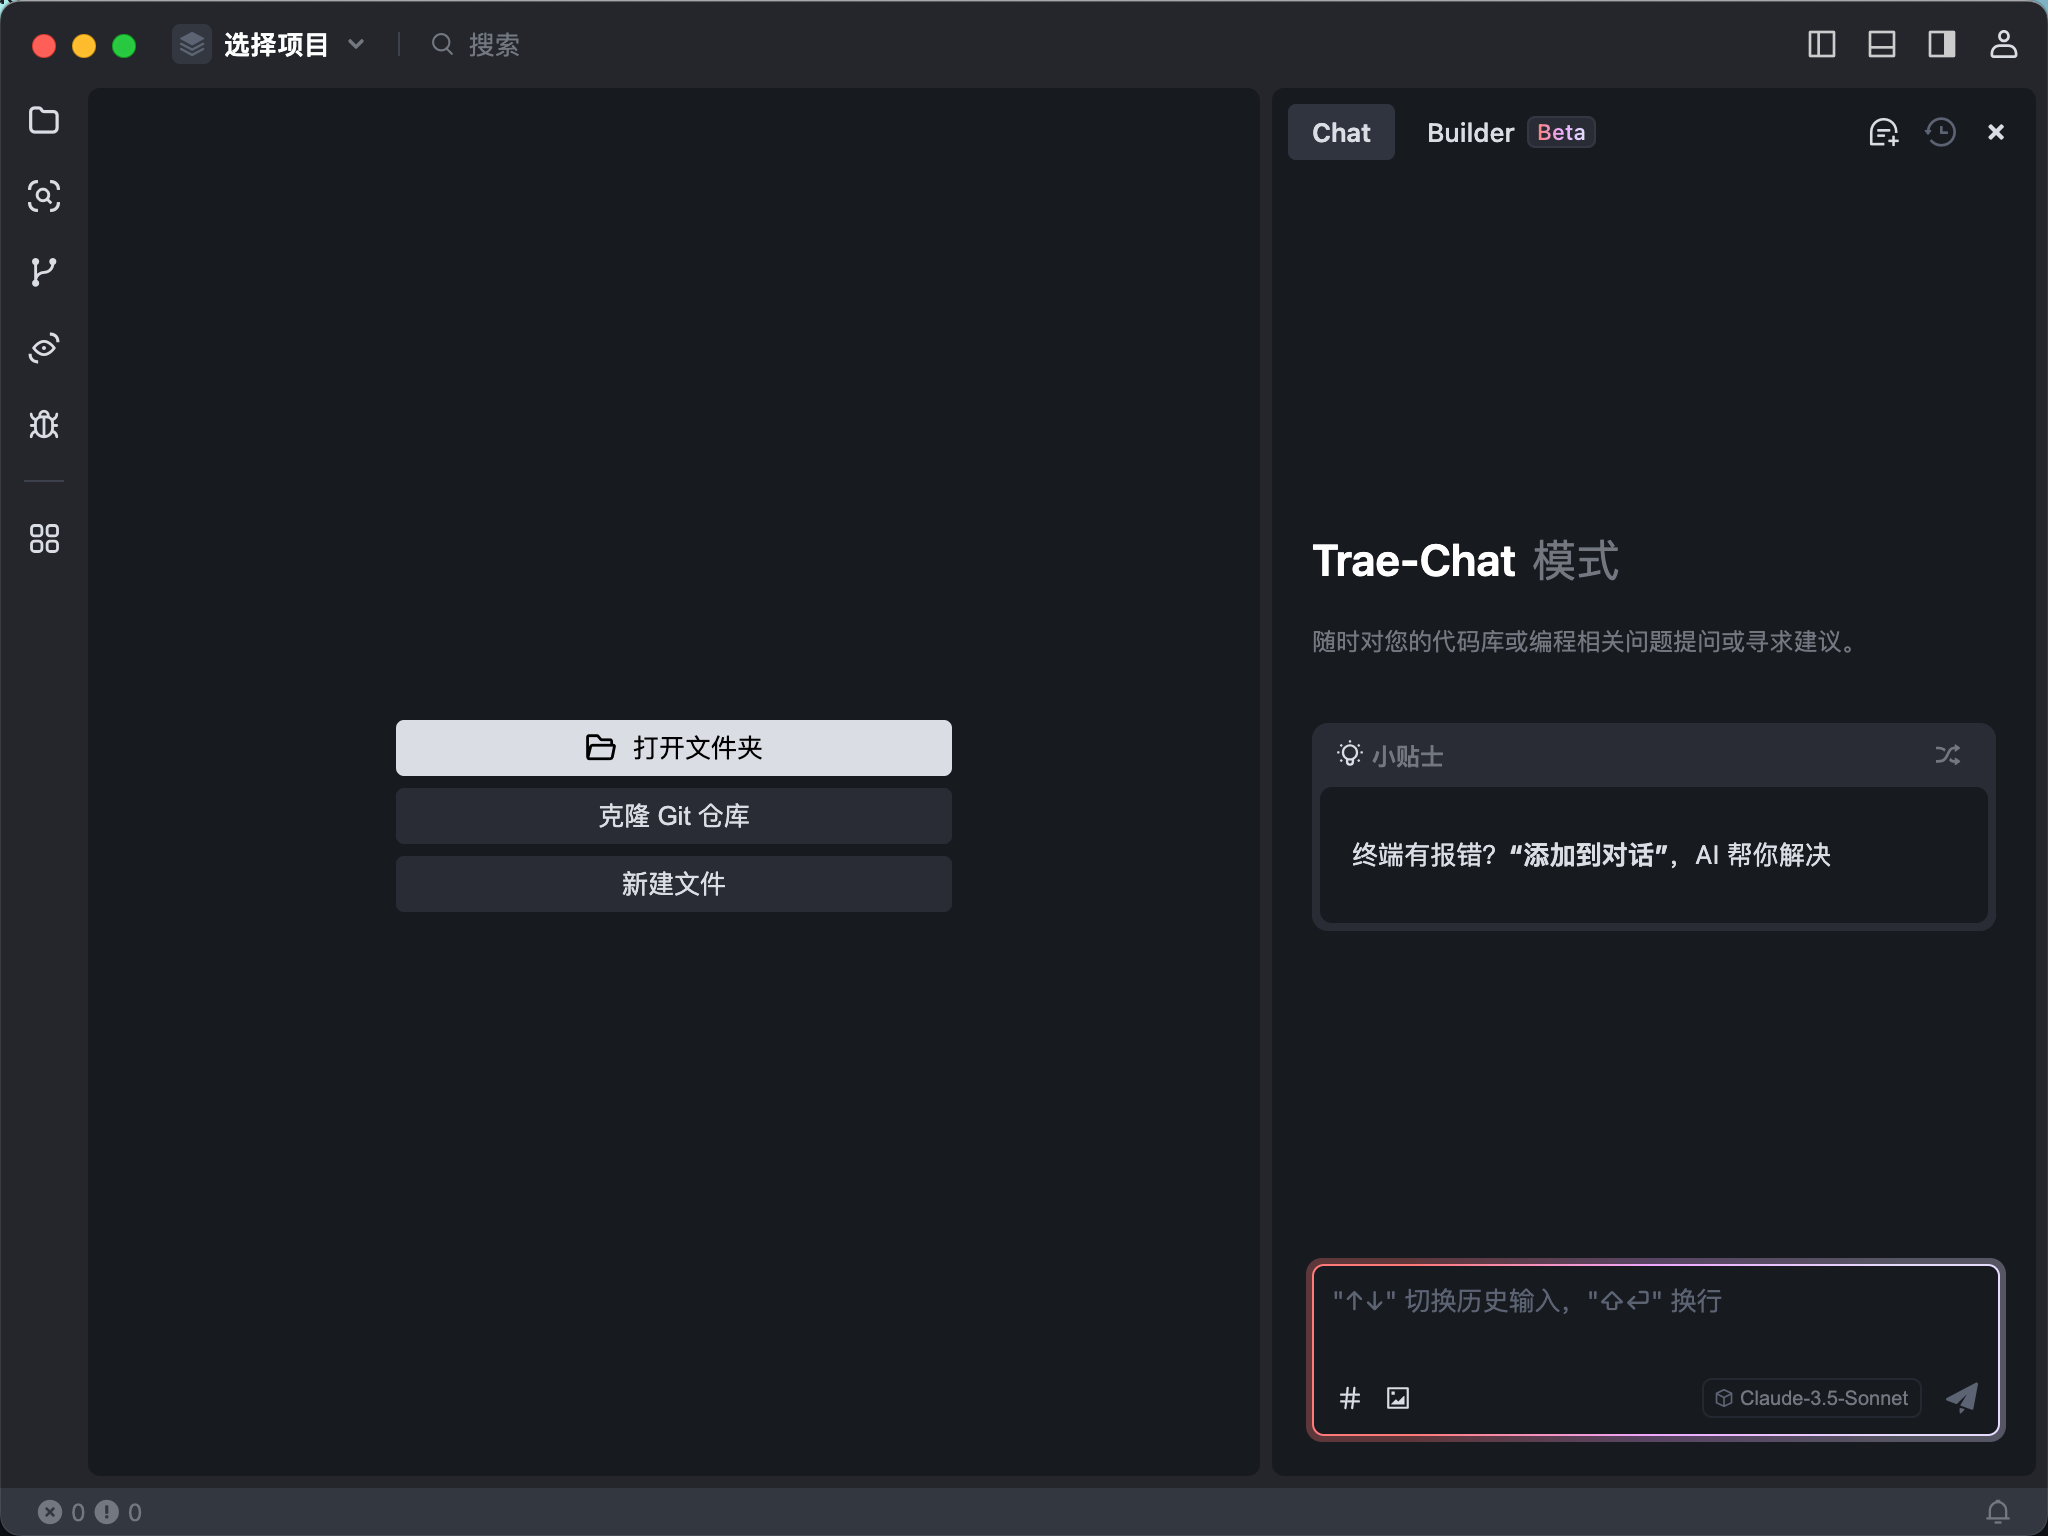 选择项目
搜索
Chat
Builder Beta
Trae-Chat 模式
随时对您的代码库或编程相关问题提问或寻求建议。
打开文件夹
克隆 Git 仓库
新建文件
小贴士
终端有报错？“添加到对话”，AI 帮你解决
"↑↓" 切换历史输入，"⇧↵" 换行
Claude-3.5-Sonnet
0 0